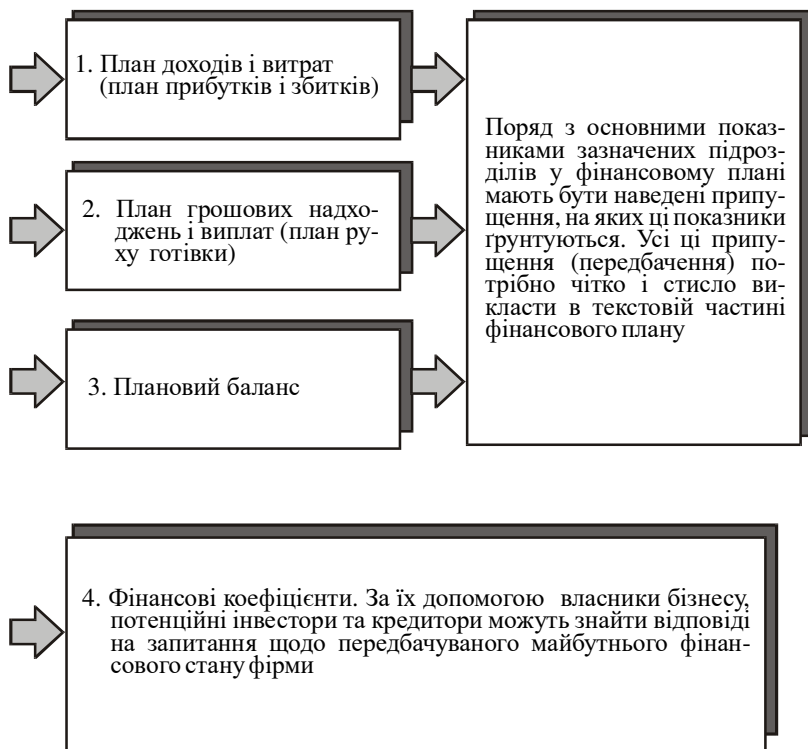 1. План доходів і витрат
(план прибутків і збитків)
2. План грошових надхо-
джень і виплат (план ру-
ху готівки)
3. Плановий баланс
Поряд з основними показ-
никами зазначених підроз-
ділів у фінансовому плані
мають бути наведені припу-
щення, на яких ці показники
ґрунтуються. Усі ці припу-
щення (передбачення) по-
трібно чітко і стисло ви-
класти в текстовій частині
фінансового плану
4. Фінансові коефіцієнти. За їх допомогою власники бізнесу,
потенційні інвестори та кредитори можуть знайти відповіді
на запитання щодо передбачуваного майбутнього фінан-
сового стану фірми